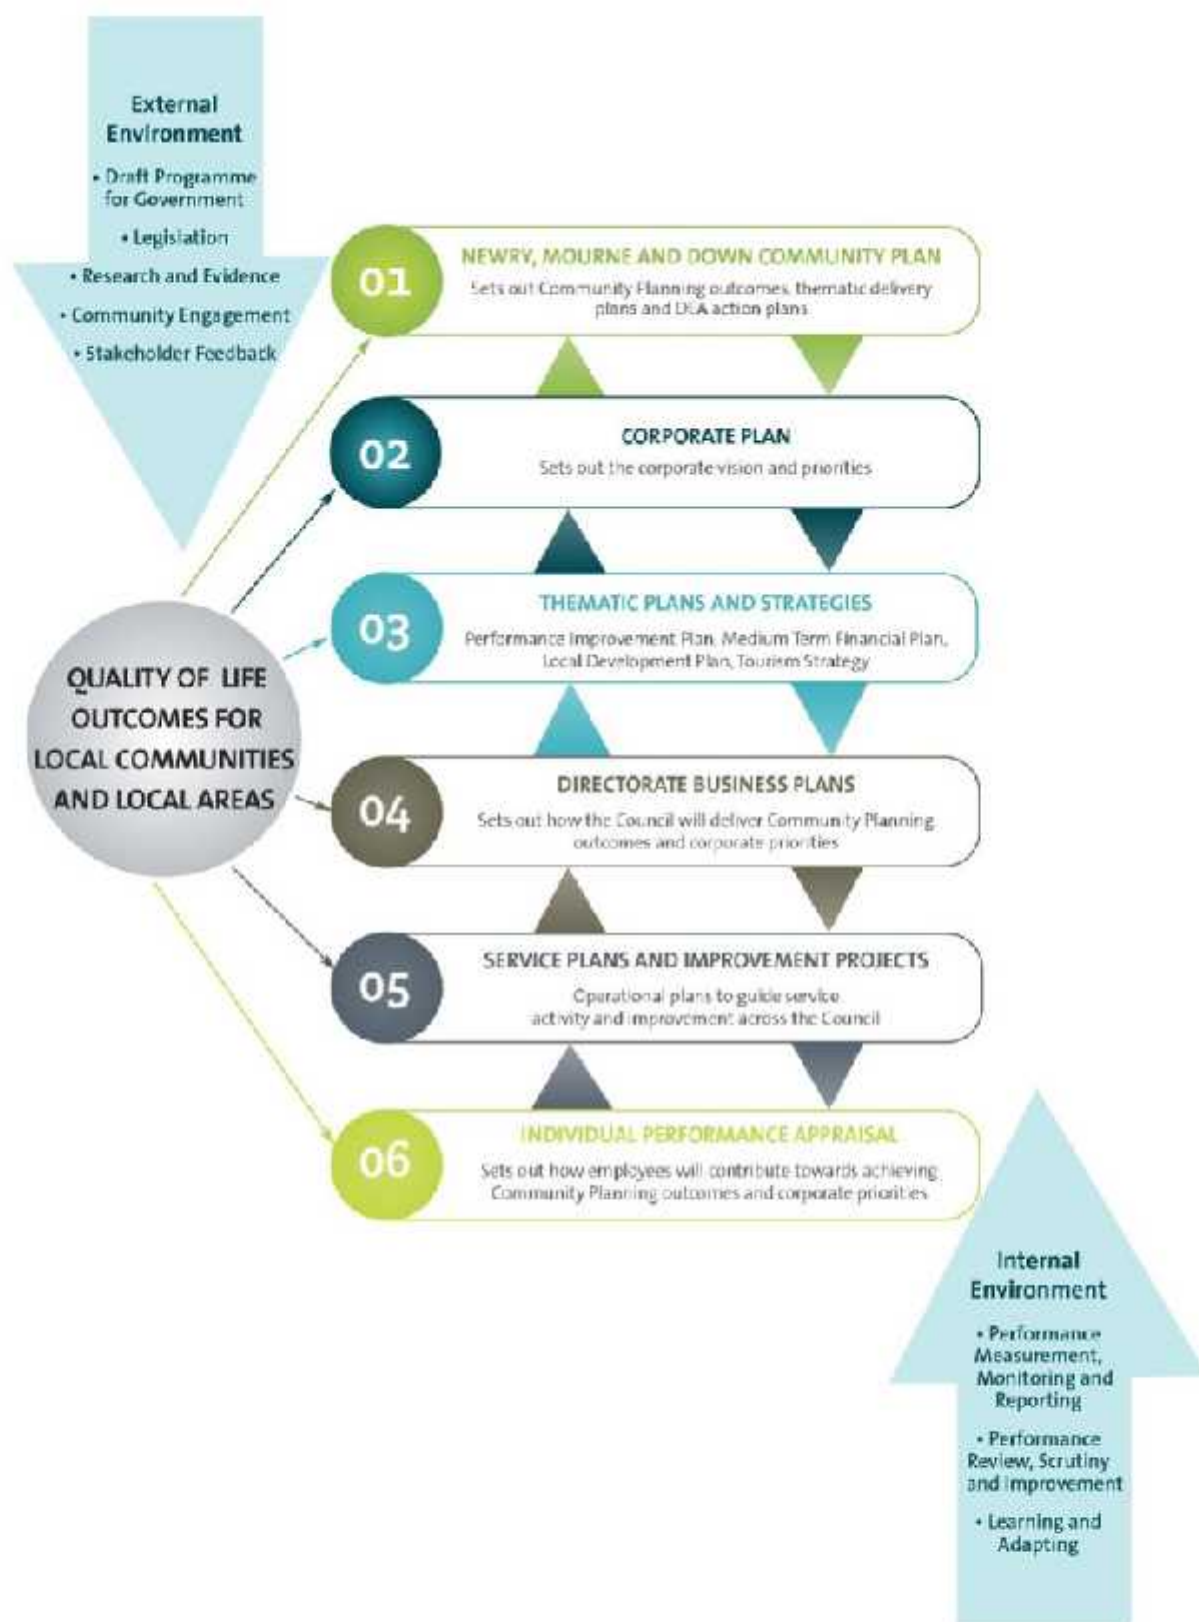 External
Environment
• Draft Programme
for Government
• Legislation
• Research and Evidence
• Community Engagement
• Stakeholder Feedback
01
NEWRY, MOURNE AND DOWN COMMUNITY PLAN
Sets out Community Planning outcomes, thematic delivery
plans and DEA action plans
02
CORPORATE PLAN
Sets out the corporate vision and priorities
03
THEMATIC PLANS AND STRATEGIES
Performance Improvement Plan, Medium Term Financial Plan,
Local Development Plan, Tourism Strategy
QUALITY OF LIFE
OUTCOMES FOR
LOCAL COMMUNITIES
AND LOCAL AREAS
04
DIRECTORATE BUSINESS PLANS
Sets out how the Council will deliver Community Planning
outcomes and corporate priorities
05
SERVICE PLANS AND IMPROVEMENT PROJECTS
Operational plans to guide service
activity and improvement across the Council
06
INDIVIDUAL PERFORMANCE APPRAISAL
Sets out how employees will contribute towards achieving
Community Planning outcomes and corporate priorities
Internal
Environment
• Performance
Measurement,
Monitoring and
Reporting
• Performance
Review, Scrutiny
and Improvement
• Learning and
Adapting